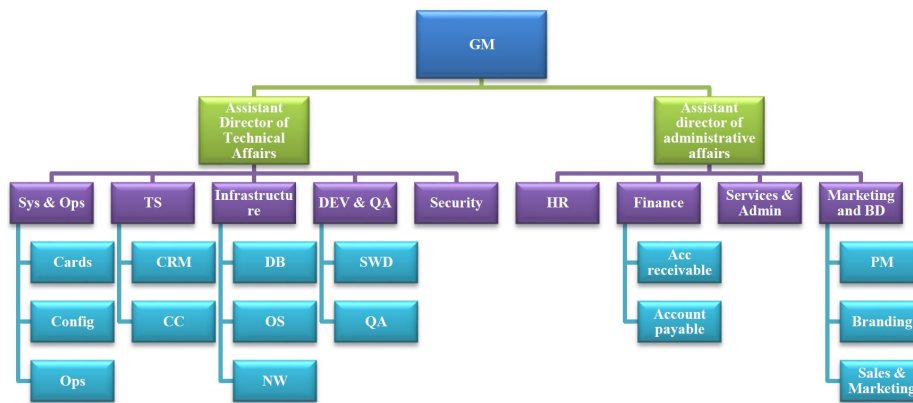 GM
Assistant
Director of
Technical
Affairs
Assistant
director of
administrative
affairs
Sys & Ops
TS
Infrastructu
re
DEV & QA
Security
HR
Finance
Services &
Admin
Marketing
and BD
Cards
CRM
DB
SWD
Acc
receivable
PM
Config
CC
OS
QA
Account
payable
Branding
Ops
NW
Sales &
Marketing